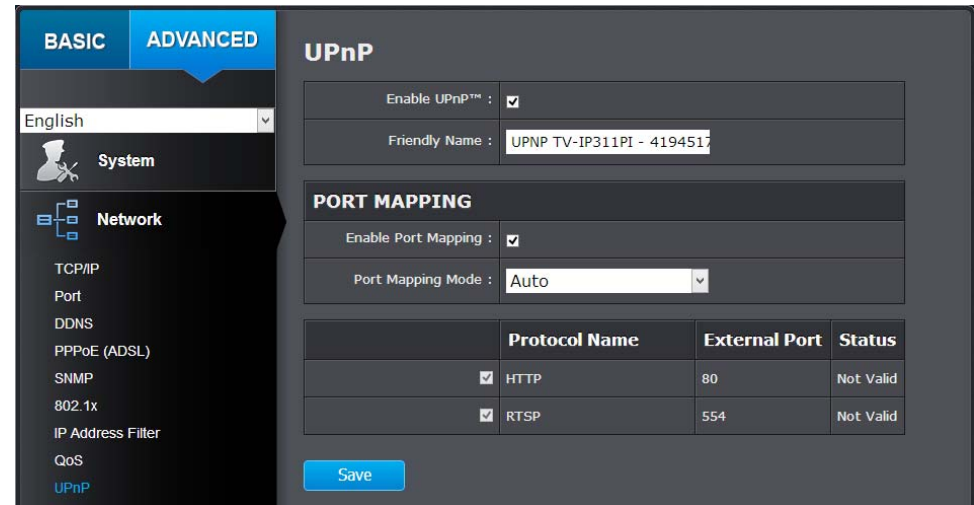 BASIC
ADVANCED
English
System
Network
TCP/IP
Port
DDNS
PPPoE (ADSL)
SNMP
802.1x
IP Address Filter
QoS
UPnP
UPnP
Enable UPnP™ :
Friendly Name : UPNP TV-IP311PI - 4194517
PORT MAPPING
Enable Port Mapping :
Port Mapping Mode : Auto
Protocol Name External Port Status
HTTP 80 Not Valid
RTSP 554 Not Valid
Save